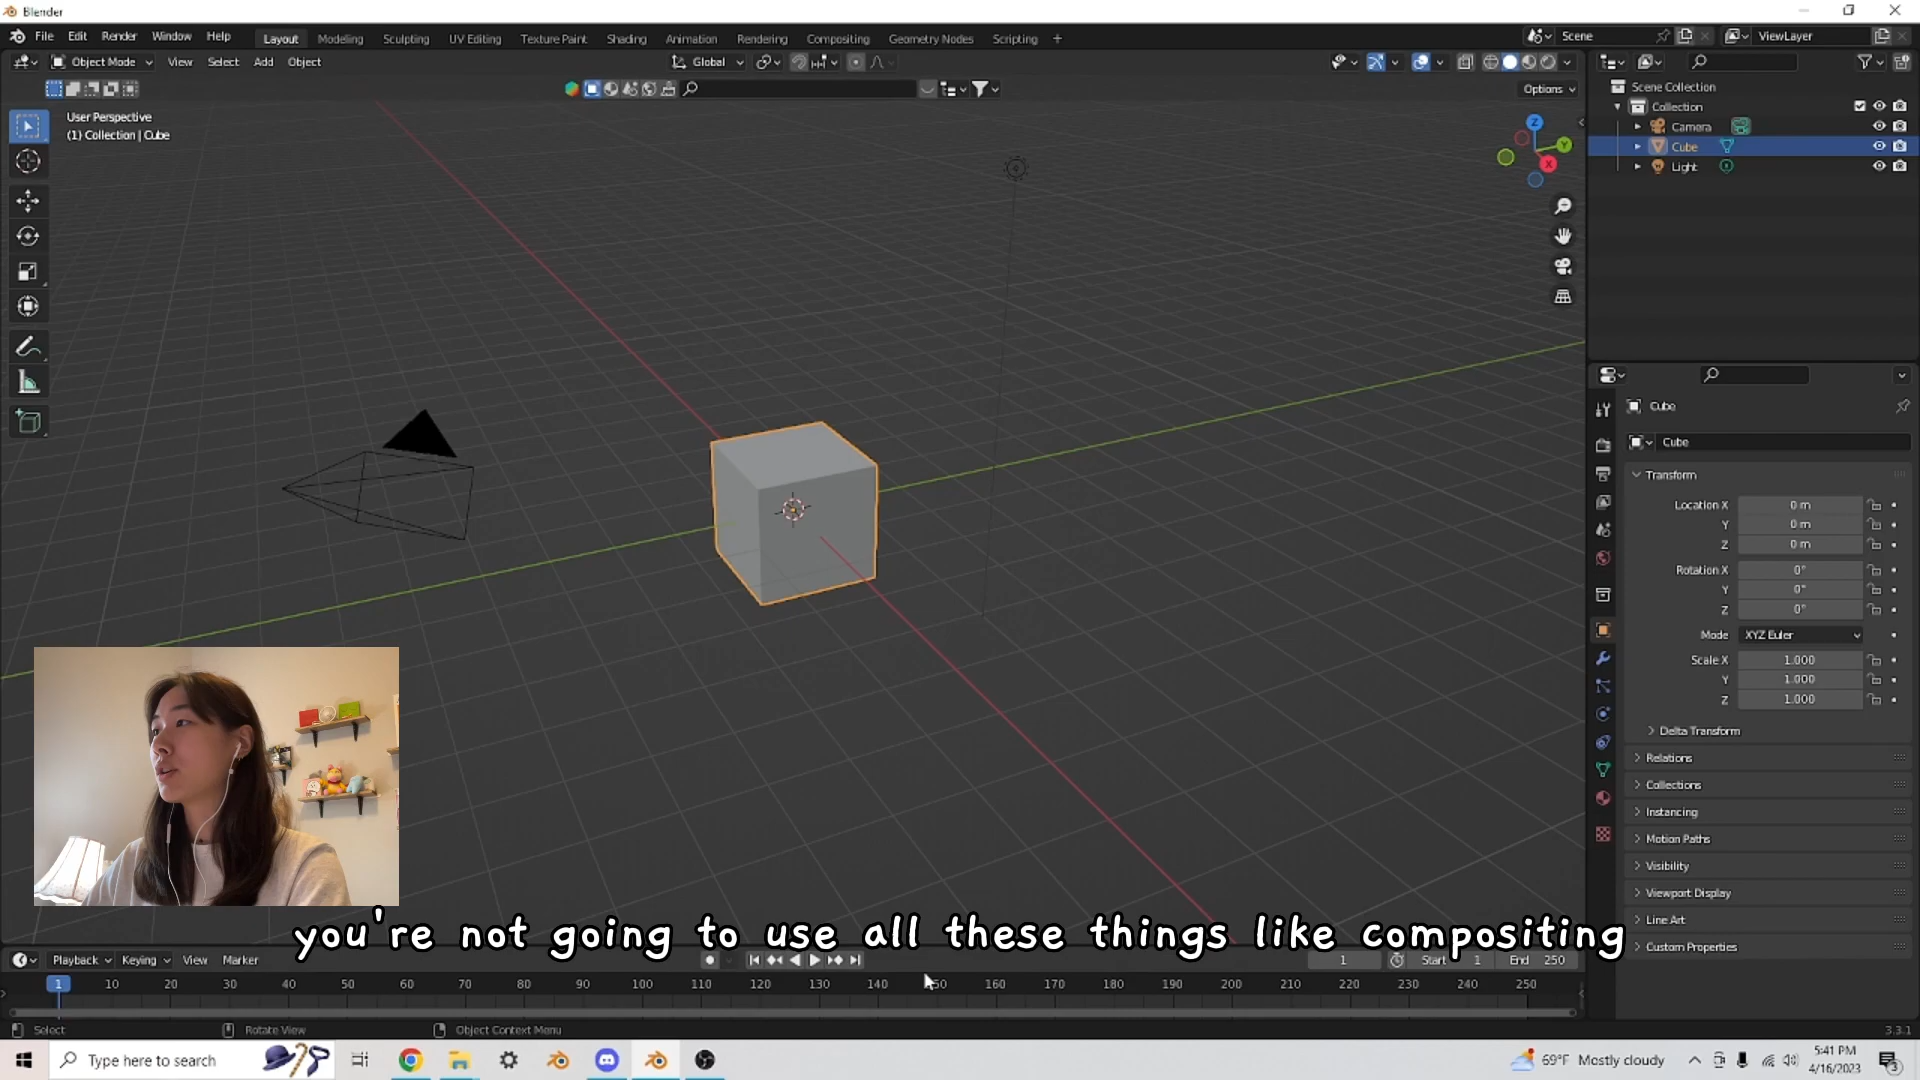 Blender
File Edit Render Window Help Layout Modeling Sculpting UV Editing Texture Paint Shading Animation Rendering Compositing Geometry Nodes Scripting + Scene ViewLayer
Object Mode View Select Add Object Global
Options
User Perspective
(1) Collection | Cube
Z
Y
X
Scene Collection
Collection
Camera
Cube
Light
Cube
Cube
Transform
Location X 0 m
Y 0 m
Z 0 m
Rotation X 0°
Y 0°
Z 0°
Mode XYZ Euler
Scale X 1.000
Y 1.000
Z 1.000
Delta Transform
Relations
Collections
Instancing
Motion Paths
Visibility
Viewport Display
Line Art
Custom Properties
you're not going to use all these things like compositing
Playback Keying View Marker 1 Start 1 End 250
1 10 20 30 40 50 60 70 80 90 100 110 120 130 140 150 160 170 180 190 200 210 220 230 240 250
Select Rotate View Object Context Menu 3.3.1
Type here to search 69°F Mostly cloudy 5:41 PM
4/16/2023
3